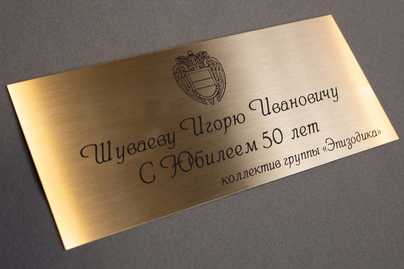 Шуваеву Игорю Ивановичу
С Юбилеем 50 лет
коллектив группы «Эпизодика»